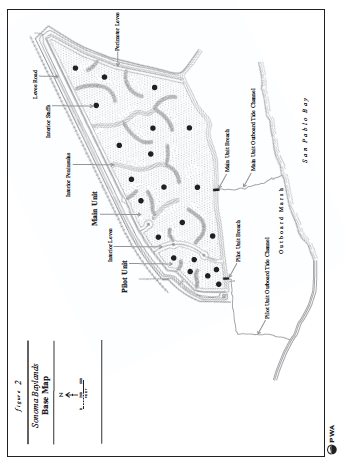 figure 2
Sonoma Baylands
Base Map
N
Levee Road
Perimeter Levee
Interior Staffs
Interior Peninsulas
Main Unit
Interior Levee
Pilot Unit
Main Unit Breach
Main Unit Outboard Tide Channel
San Pablo Bay
Outboard Marsh
Pilot Unit Breach
Pilot Unit Outboard Tide Channel
PWA